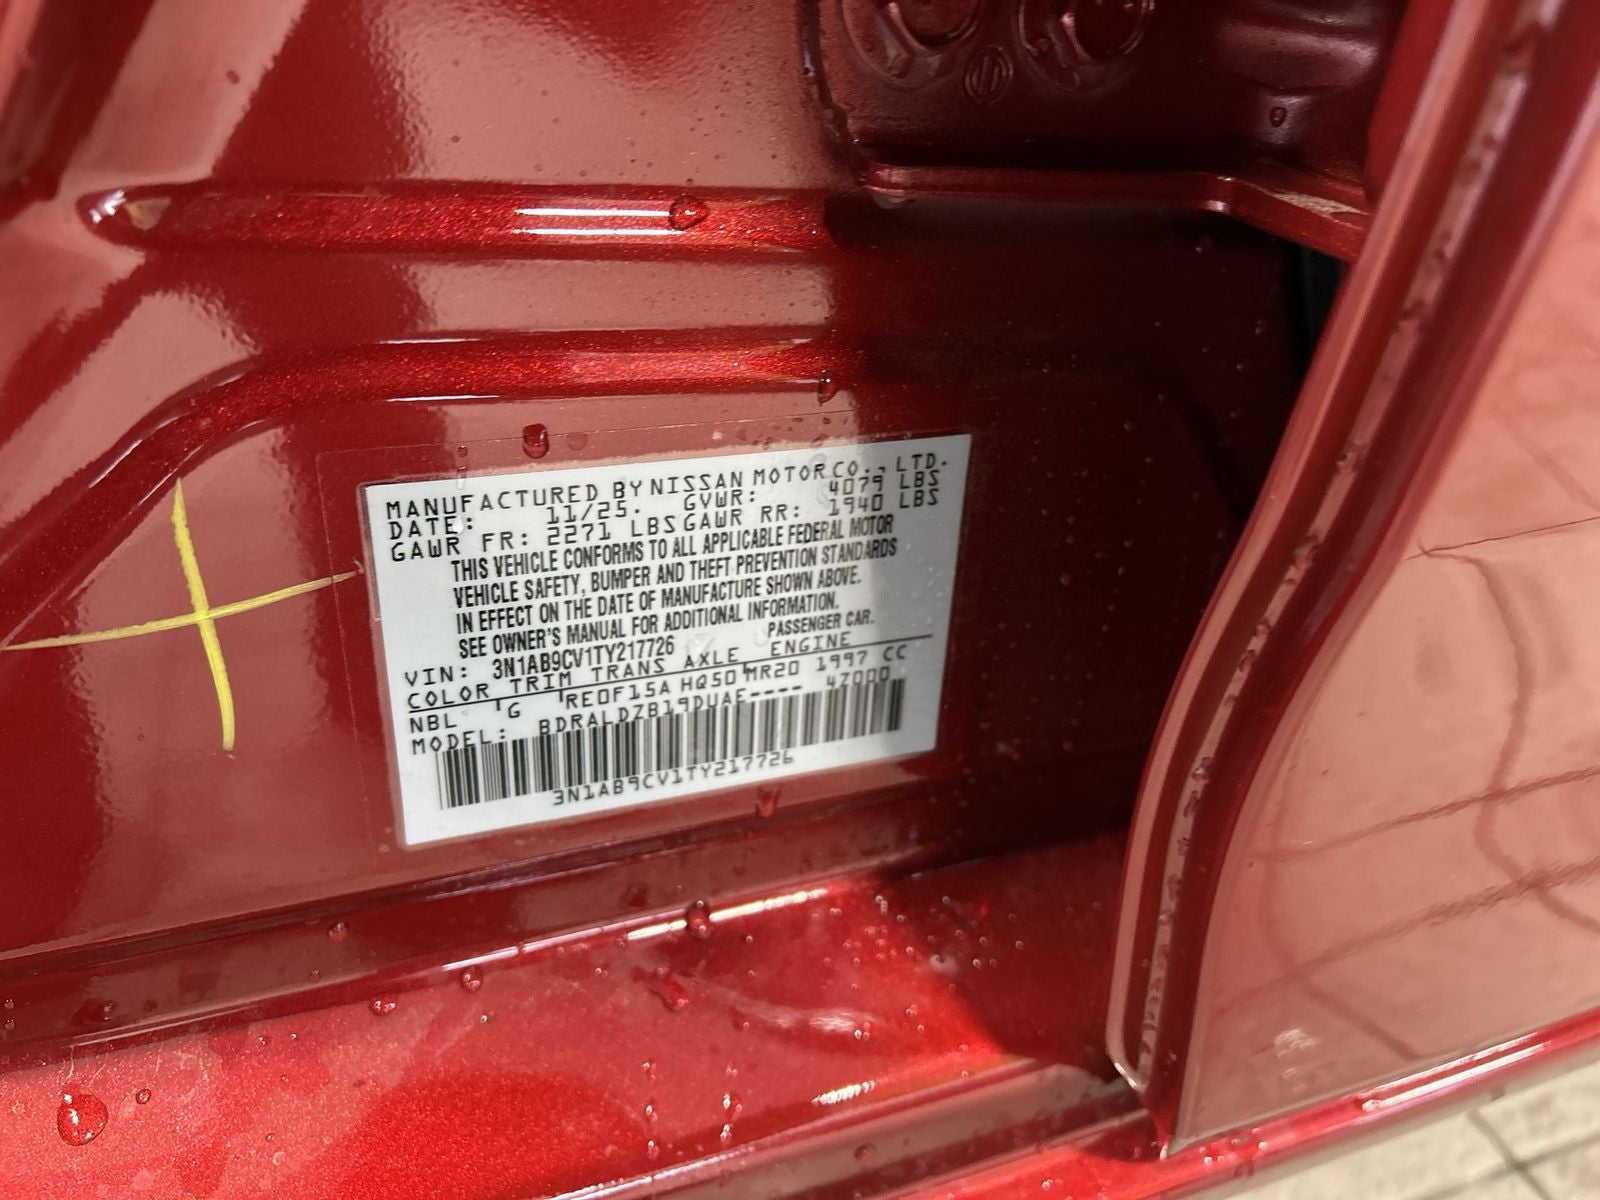 MANUFACTURED BY NISSAN MOTOR CO., LTD.
DATE: 11/25. GVWR: 4079 LBS
GAWR FR: 2271 LBS GAWR RR: 1940 LBS
THIS VEHICLE CONFORMS TO ALL APPLICABLE FEDERAL MOTOR
VEHICLE SAFETY, BUMPER AND THEFT PREVENTION STANDARDS
IN EFFECT ON THE DATE OF MANUFACTURE SHOWN ABOVE.
SEE OWNER'S MANUAL FOR ADDITIONAL INFORMATION.
VIN: 3N1AB9CV1TY217726 PASSENGER CAR.
COLOR TRIM TRANS AXLE ENGINE
NBL G RE0F15A HQ50 MR20 1997 CC
MODEL: BDRALDZB19DUAE---- 4Z000
3N1AB9CV1TY217726